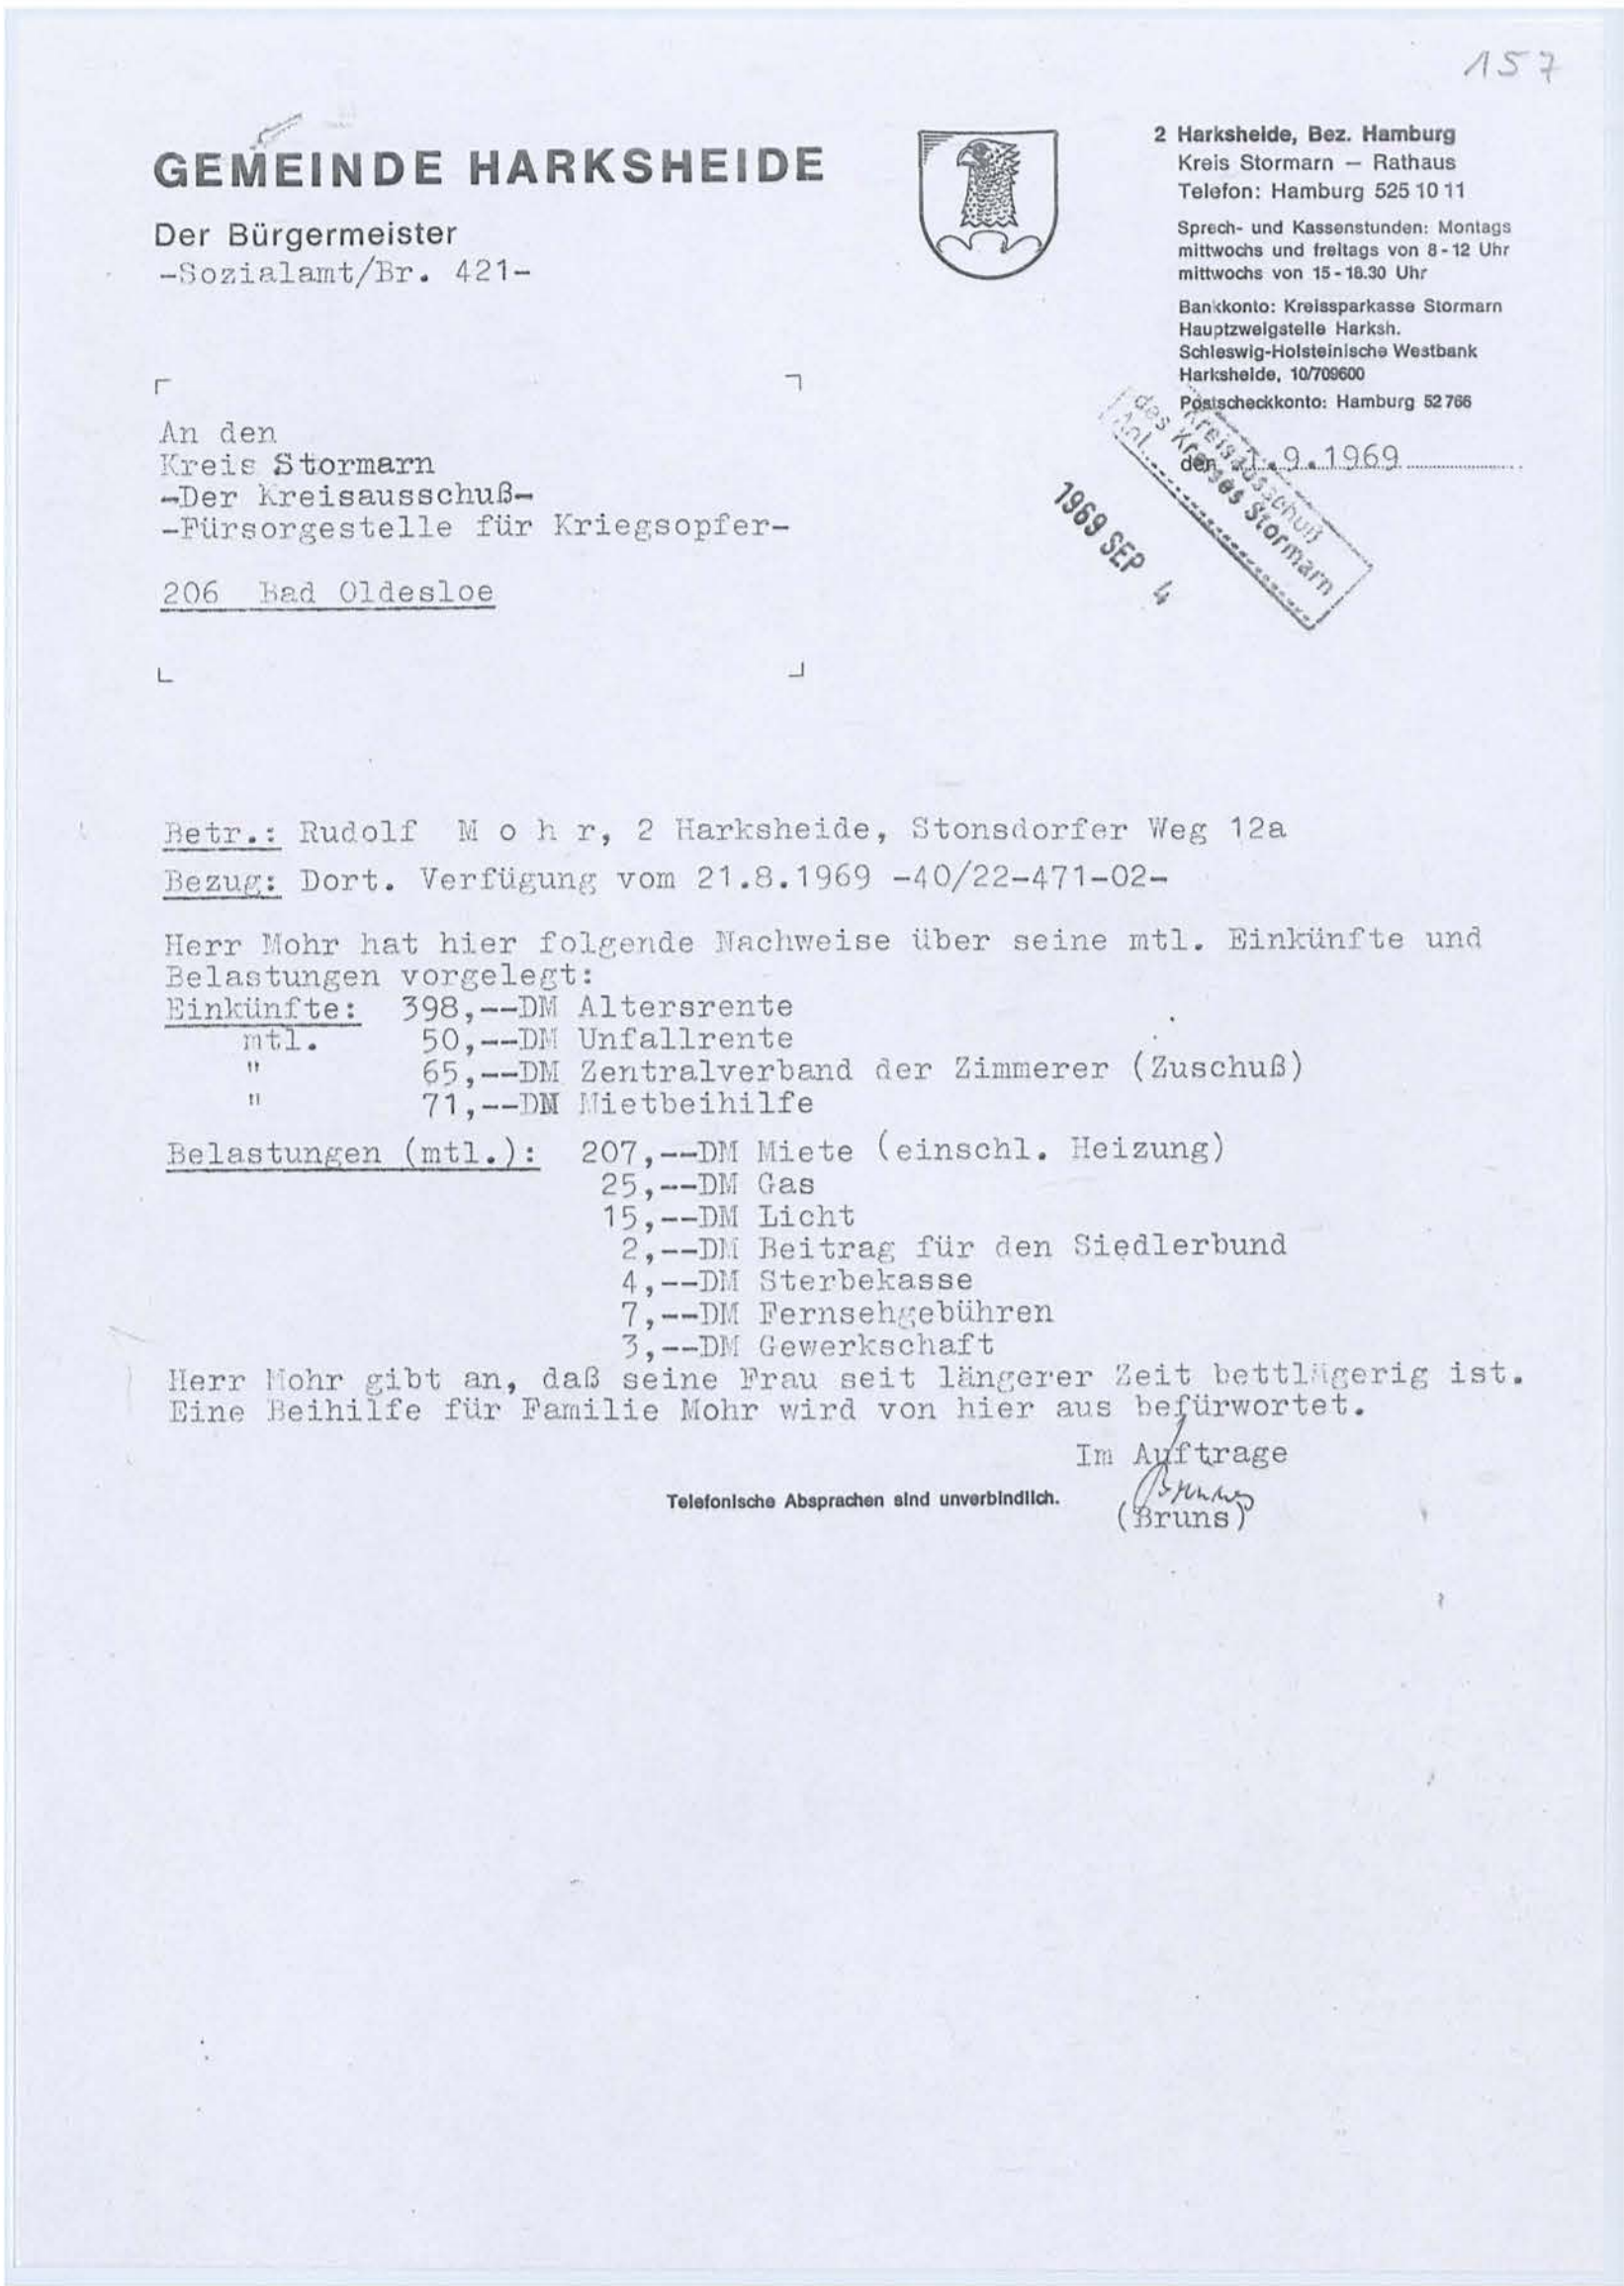 157
GEMEINDE HARKSHEIDE
Der Bürgermeister
-Sozialamt/Br. 421-
2 Harksheide, Bez. Hamburg
Kreis Stormarn — Rathaus
Telefon: Hamburg 525 10 11
Sprech- und Kassenstunden: Montags
mittwochs und freitags von 8 - 12 Uhr
mittwochs von 15 - 18.30 Uhr
Bankkonto: Kreissparkasse Stormarn
Hauptzweigstelle Harksh.
Schleswig-Holsteinische Westbank
Harksheide, 10/709600
Postscheckkonto: Hamburg 52 766
den 1.9.1969
Kreisausschuß
des Kreises Stormarn
Anl.
1969 SEP 4
An den
Kreis Stormarn
-Der Kreisausschuß-
-Fürsorgestelle für Kriegsopfer-
206 Bad Oldesloe
Betr.: Rudolf M o h r, 2 Harksheide, Stonsdorfer Weg 12a
Bezug: Dort. Verfügung vom 21.8.1969 -40/22-471-02-
Herr Mohr hat hier folgende Nachweise über seine mtl. Einkünfte und
Belastungen vorgelegt:
Einkünfte: 398,--DM Altersrente
mtl. 50,--DM Unfallrente
" 65,--DM Zentralverband der Zimmerer (Zuschuß)
" 71,--DM Mietbeihilfe
Belastungen (mtl.): 207,--DM Miete (einschl. Heizung)
25,--DM Gas
15,--DM Licht
2,--DM Beitrag für den Siedlerbund
4,--DM Sterbekasse
7,--DM Fernsehgebühren
3,--DM Gewerkschaft
Herr Mohr gibt an, daß seine Frau seit längerer Zeit bettlägerig ist.
Eine Beihilfe für Familie Mohr wird von hier aus befürwortet.
Im Auftrage
Telefonische Absprachen sind unverbindlich.
Bruns
(Bruns)